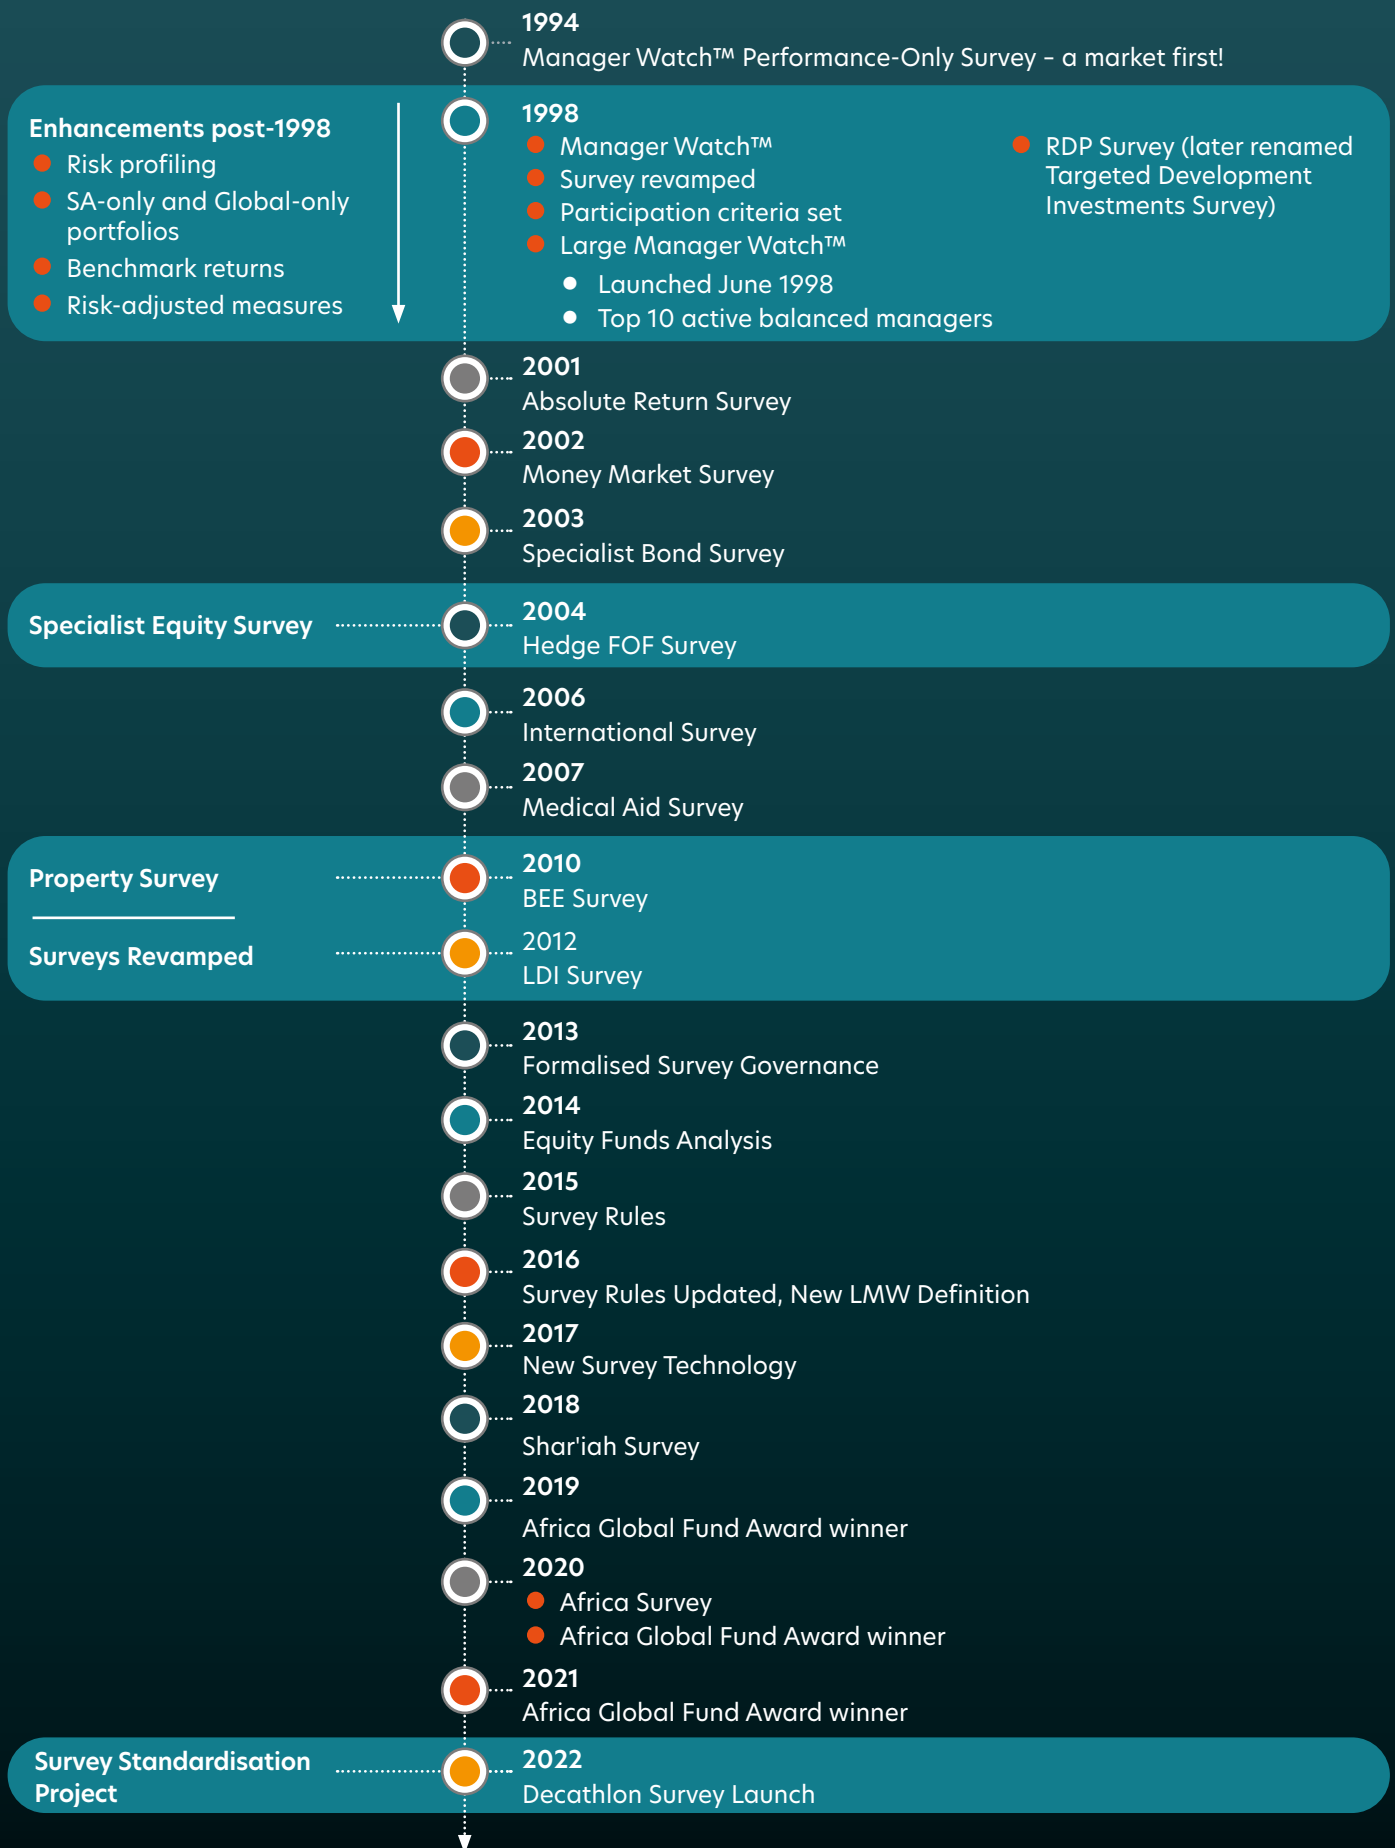 1994
Manager Watch™ Performance-Only Survey – a market first!
Enhancements post-1998
Risk profiling
SA-only and Global-only
portfolios
Benchmark returns
Risk-adjusted measures
1998
Manager Watch™
Survey revamped
Participation criteria set
Large Manager Watch™
Launched June 1998
Top 10 active balanced managers
RDP Survey (later renamed
Targeted Development
Investments Survey)
2001
Absolute Return Survey
2002
Money Market Survey
2003
Specialist Bond Survey
Specialist Equity Survey
2004
Hedge FOF Survey
2006
International Survey
2007
Medical Aid Survey
Property Survey
2010
BEE Survey
Surveys Revamped
2012
LDI Survey
2013
Formalised Survey Governance
2014
Equity Funds Analysis
2015
Survey Rules
2016
Survey Rules Updated, New LMW Definition
2017
New Survey Technology
2018
Shar'iah Survey
2019
Africa Global Fund Award winner
2020
Africa Survey
Africa Global Fund Award winner
2021
Africa Global Fund Award winner
Survey Standardisation
Project
2022
Decathlon Survey Launch